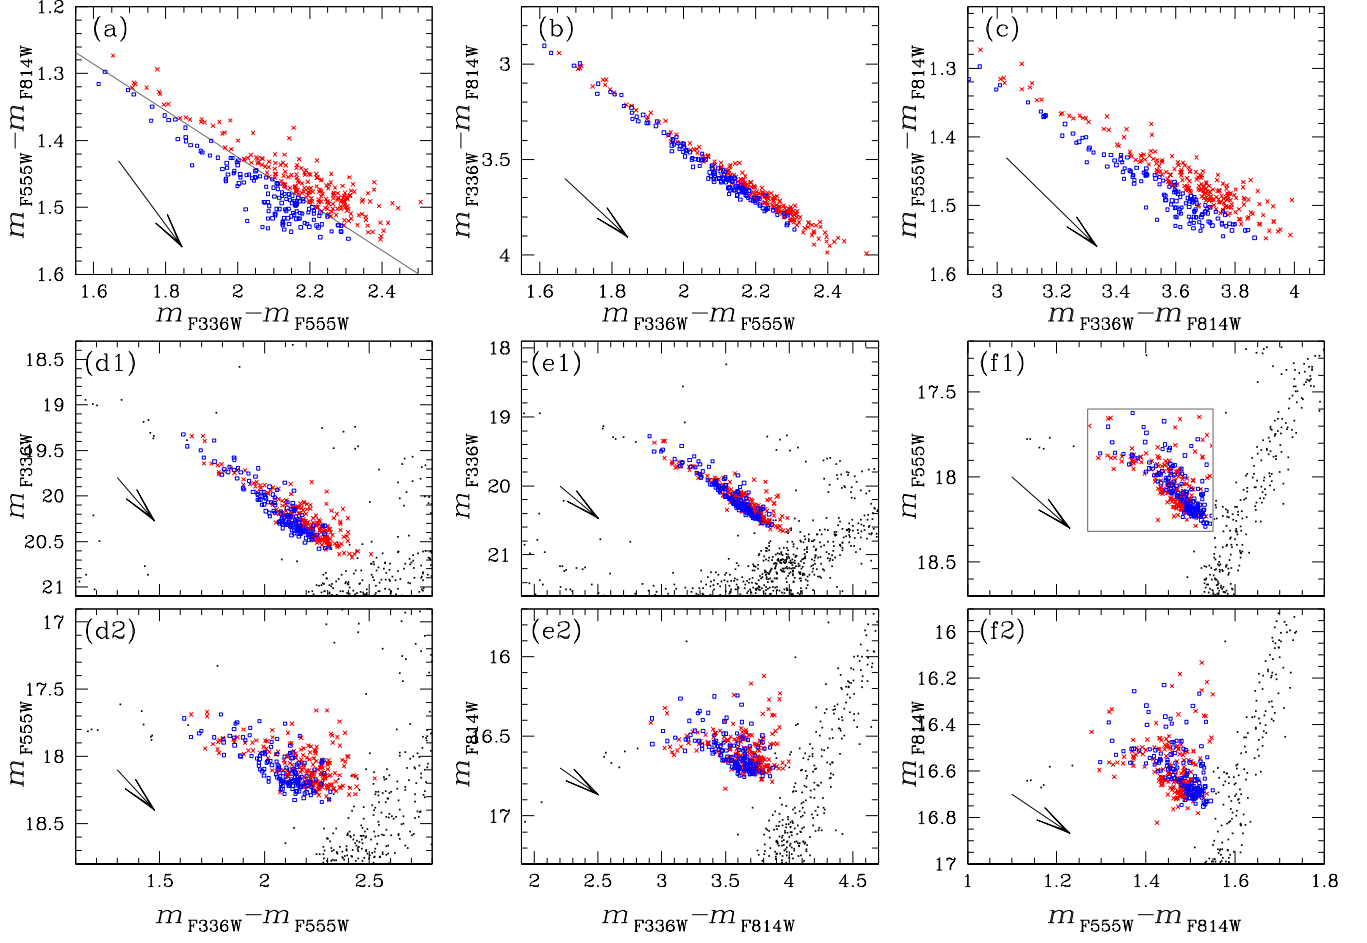 (a)
1.2
1.3
1.4
1.5
1.6
m F555W − m F814W
1.6 1.8 2 2.2 2.4
m F336W − m F555W
(b)
3
3.5
4
m F336W − m F814W
1.6 1.8 2 2.2 2.4
m F336W − m F555W
(c)
1.3
1.4
1.5
1.6
m F555W − m F814W
3 3.2 3.4 3.6 3.8 4
m F336W − m F814W
(d1)
18.5
19
19.5
20
20.5
21
m F336W
(e1)
18
19
20
21
m F336W
(f1)
17.5
18
18.5
m F555W
(d2)
17
17.5
18
18.5
m F555W
1.5 2 2.5
m F336W − m F555W
(e2)
16
16.5
17
m F814W
2 2.5 3 3.5 4 4.5
m F336W − m F814W
(f2)
16
16.2
16.4
16.6
16.8
17
m F814W
1 1.2 1.4 1.6 1.8
m F555W − m F814W